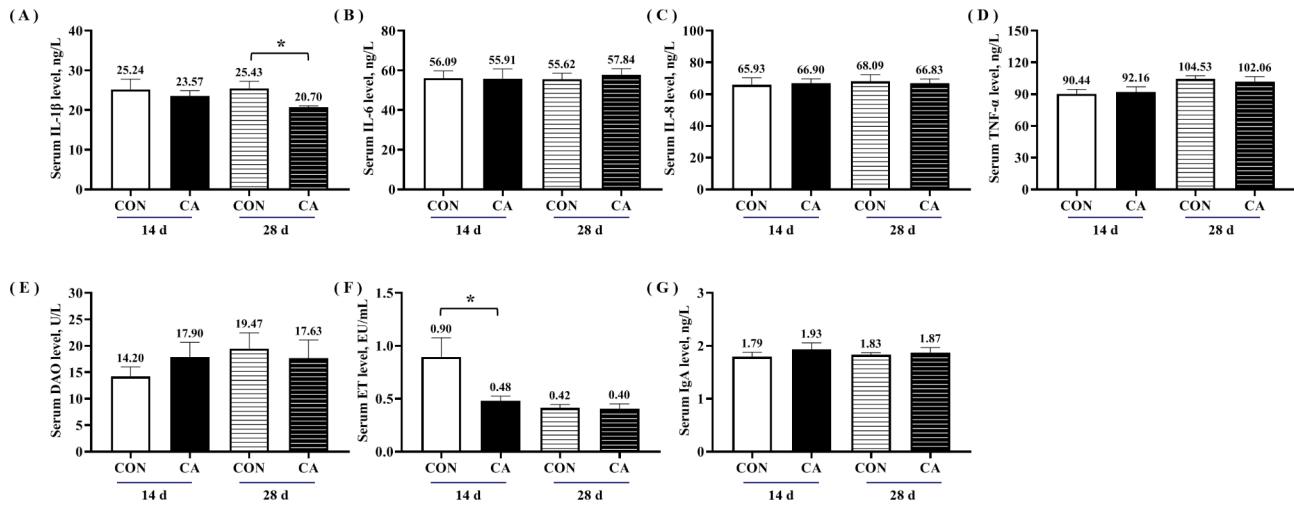 ( A )
Serum IL-1β level, ng/L
40
30
20
10
0
25.24
23.57
25.43
20.70
*
CON
CA
CON
CA
14 d
28 d
( B )
Serum IL-6 level, ng/L
80
60
40
20
0
56.09
55.91
55.62
57.84
CON
CA
CON
CA
14 d
28 d
( C )
Serum IL-8 level, ng/L
100
80
60
40
20
0
65.93
66.90
68.09
66.83
CON
CA
CON
CA
14 d
28 d
( D )
Serum TNF-α level, ng/L
150
120
90
60
30
0
90.44
92.16
104.53
102.06
CON
CA
CON
CA
14 d
28 d
( E )
Serum DAO level, U/L
30
25
20
15
10
5
0
14.20
17.90
19.47
17.63
CON
CA
CON
CA
14 d
28 d
( F )
Serum ET level, EU/mL
1.5
1.0
0.5
0.0
0.90
0.48
0.42
0.40
*
CON
CA
CON
CA
14 d
28 d
( G )
Serum IgA level, ng/L
3
2
1
0
1.79
1.93
1.83
1.87
CON
CA
CON
CA
14 d
28 d